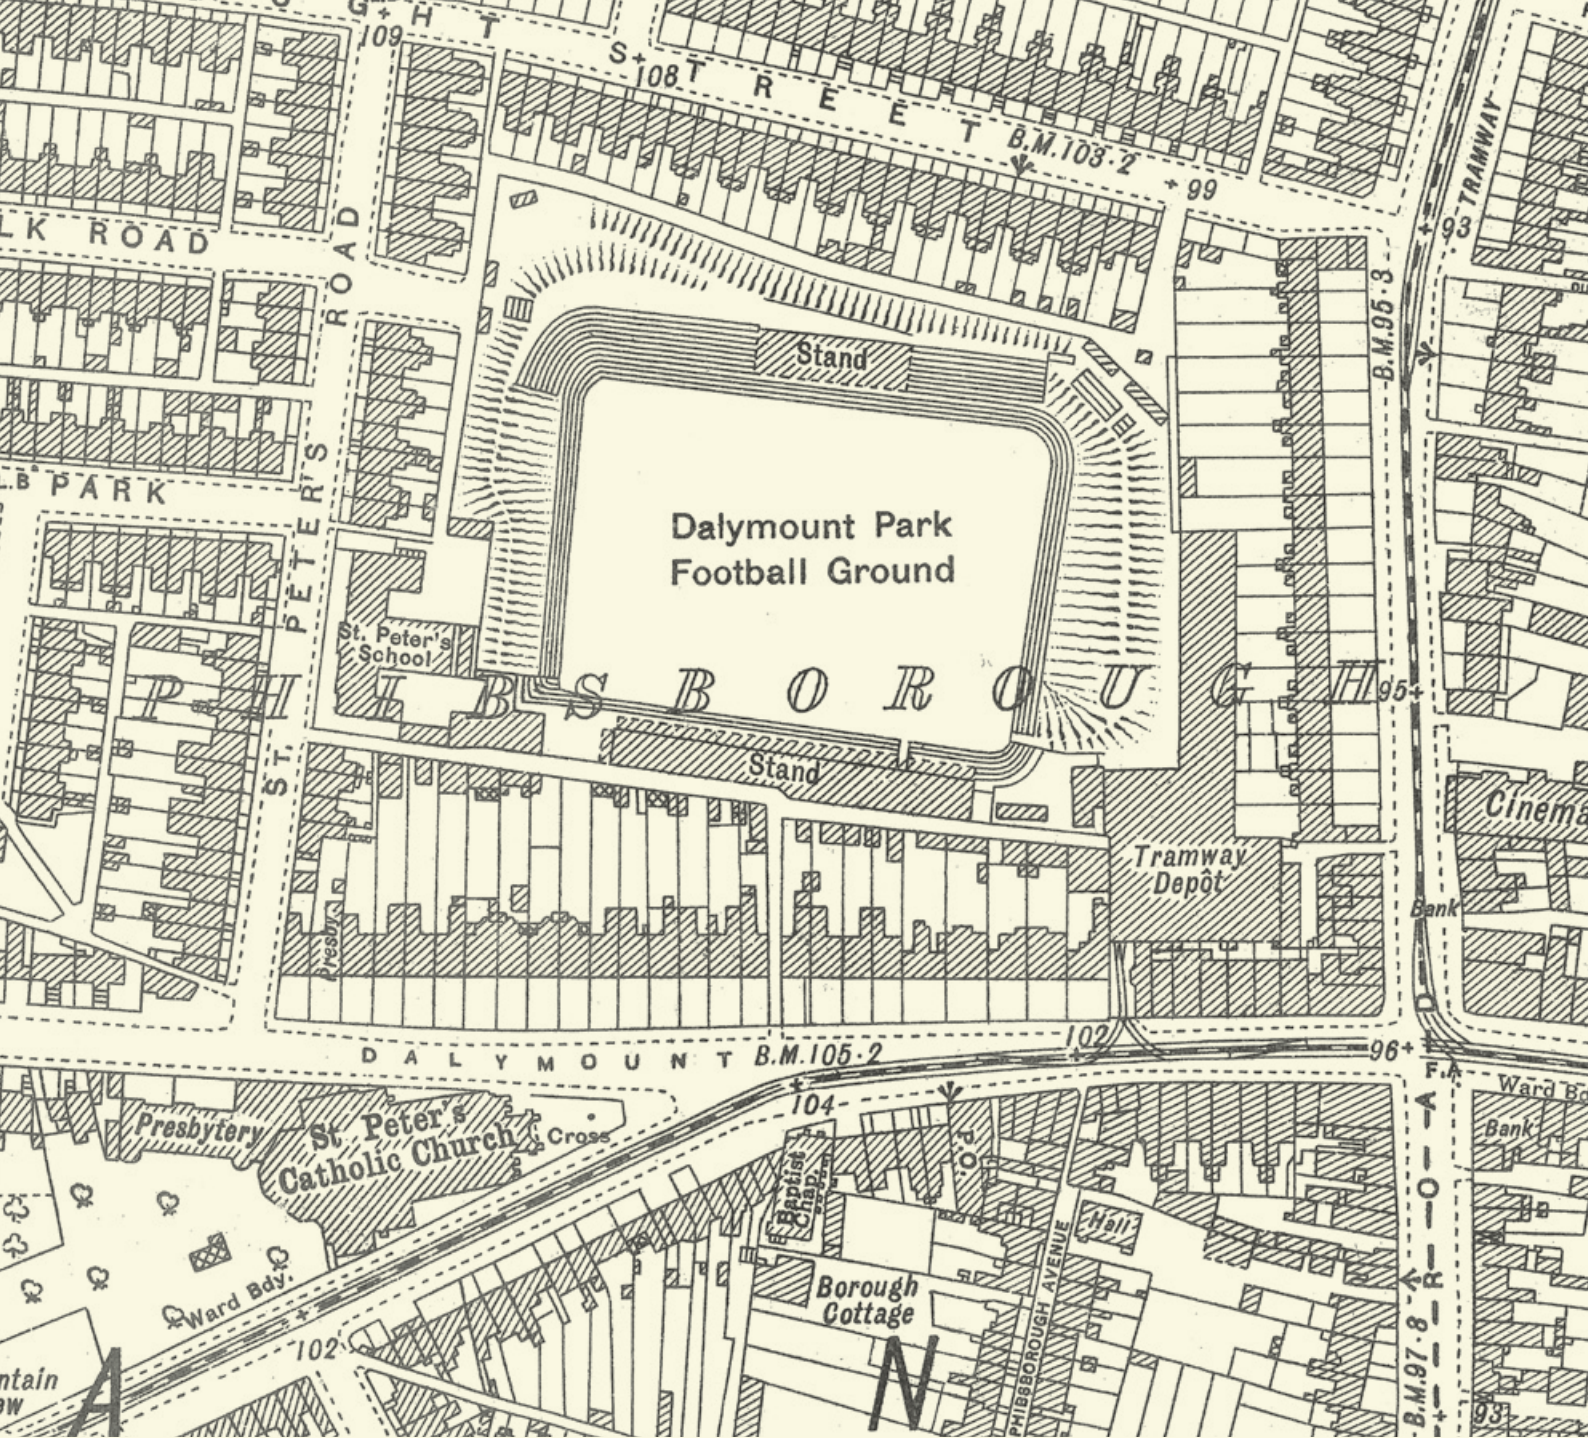 G H T
109
S T R E E T
108
B.M.103·2
99
TRAMWAY
93
LK ROAD
ROAD
B.M.95·3
Stand
ST. PETER'S
PARK
Dalymount Park
Football Ground
St. Peter's
School
PHIBSBOROUGH
95
Stand
Cinema
Tramway
Depôt
Bank
Presby.
D
102
DALYMOUNT
B.M.105·2
96
F.A.
Ward Bdy
104
Presbytery
St Peter's
Catholic Church
Cross
P.O.
Bank
Baptist
Chap.
Hall
Ward Bdy.
Borough
Cottage
PHIBSBOROUGH AVENUE
102
ntain
ew
A
N
A
O
R
B.M.97·8
93